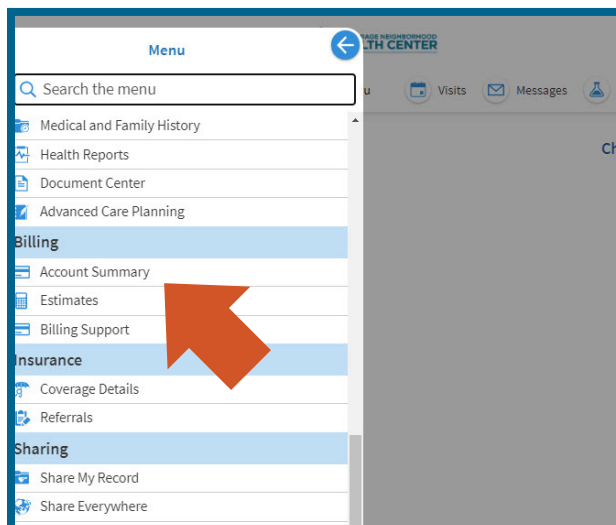 Menu
Search the menu
Medical and Family History
Health Reports
Document Center
Advanced Care Planning
Billing
Account Summary
Estimates
Billing Support
Insurance
Coverage Details
Referrals
Sharing
Share My Record
Share Everywhere
NEIGHBORHOOD
CENTER
Visits
Messages